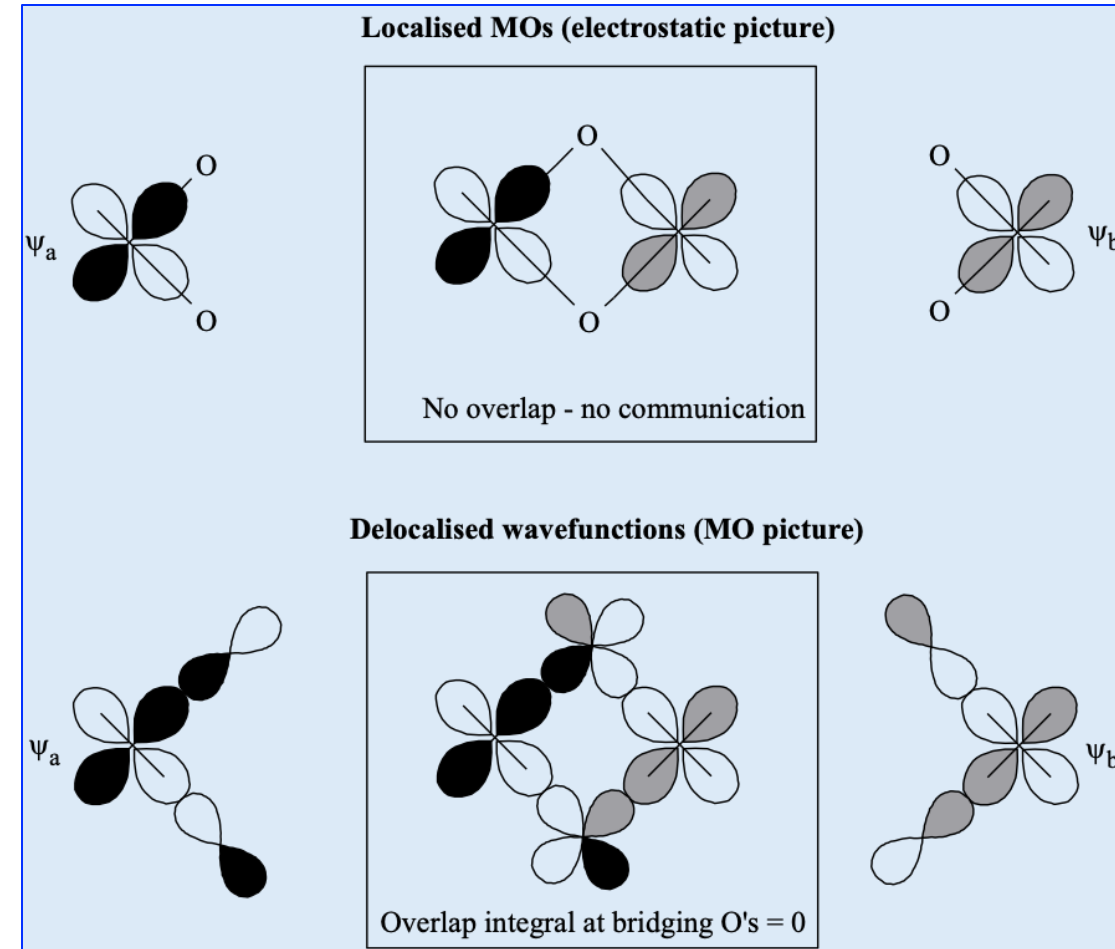 Localised MOs (electrostatic picture)
O
O
O
ψa
ψb
O
O
O
No overlap - no communication
Delocalised wavefunctions (MO picture)
ψa
ψb
Overlap integral at bridging O's = 0